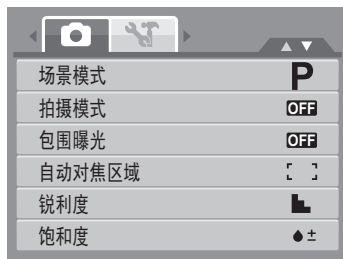 场景模式 P
拍摄模式 OFF
包围曝光 OFF
自动对焦区域
锐利度
饱和度